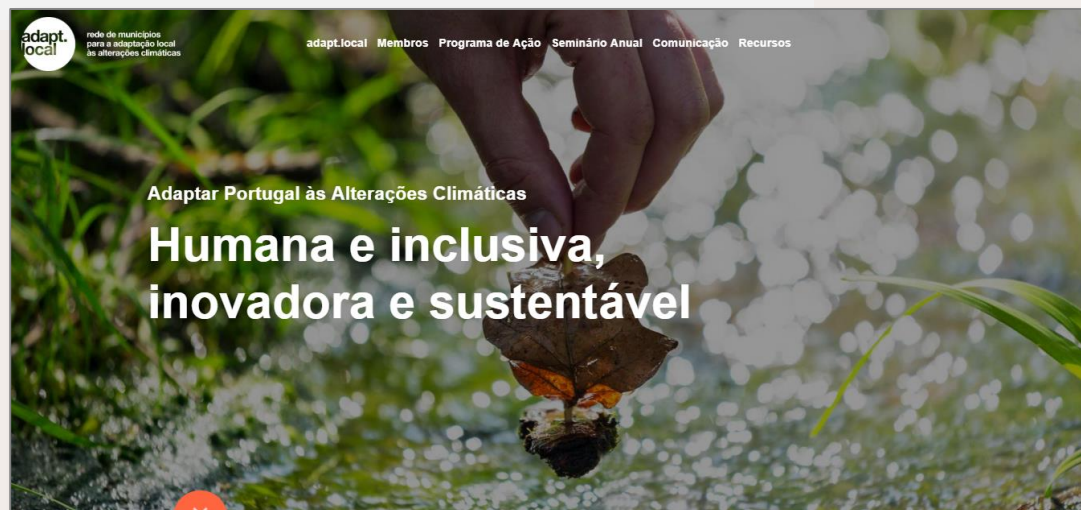 adapt.
local
rede de municípios
para a adaptação local
às alterações climáticas
adapt.local Membros Programa de Ação Seminário Anual Comunicação Recursos
Adaptar Portugal às Alterações Climáticas
Humana e inclusiva,
inovadora e sustentável